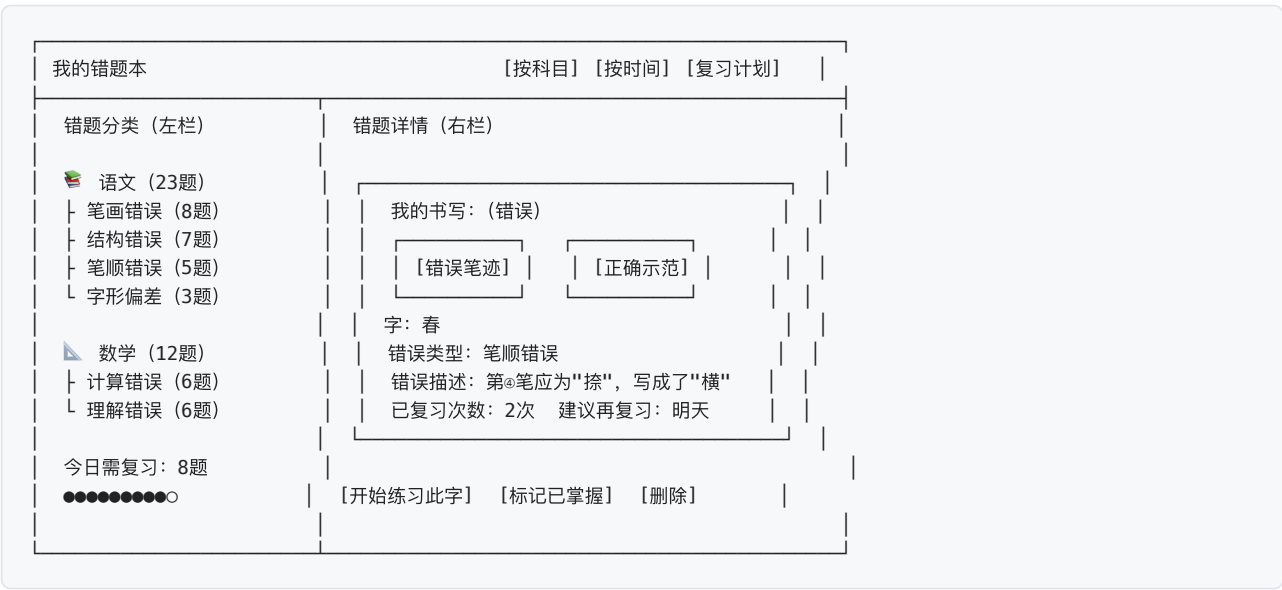 我的错题本 [按科目] [按时间] [复习计划]
错题分类（左栏） 错题详情（右栏）
📚 语文（23题）
├ 笔画错误（8题） 我的书写：（错误）
├ 结构错误（7题）
├ 笔顺错误（5题） [错误笔迹] [正确示范]
└ 字形偏差（3题）
字：春
📐 数学（12题） 错误类型：笔顺错误
├ 计算错误（6题） 错误描述：第④笔应为"捺"，写成了"横"
└ 理解错误（6题） 已复习次数：2次 建议再复习：明天
今日需复习：8题
●●●●●●●●●○ [开始练习此字] [标记已掌握] [删除]